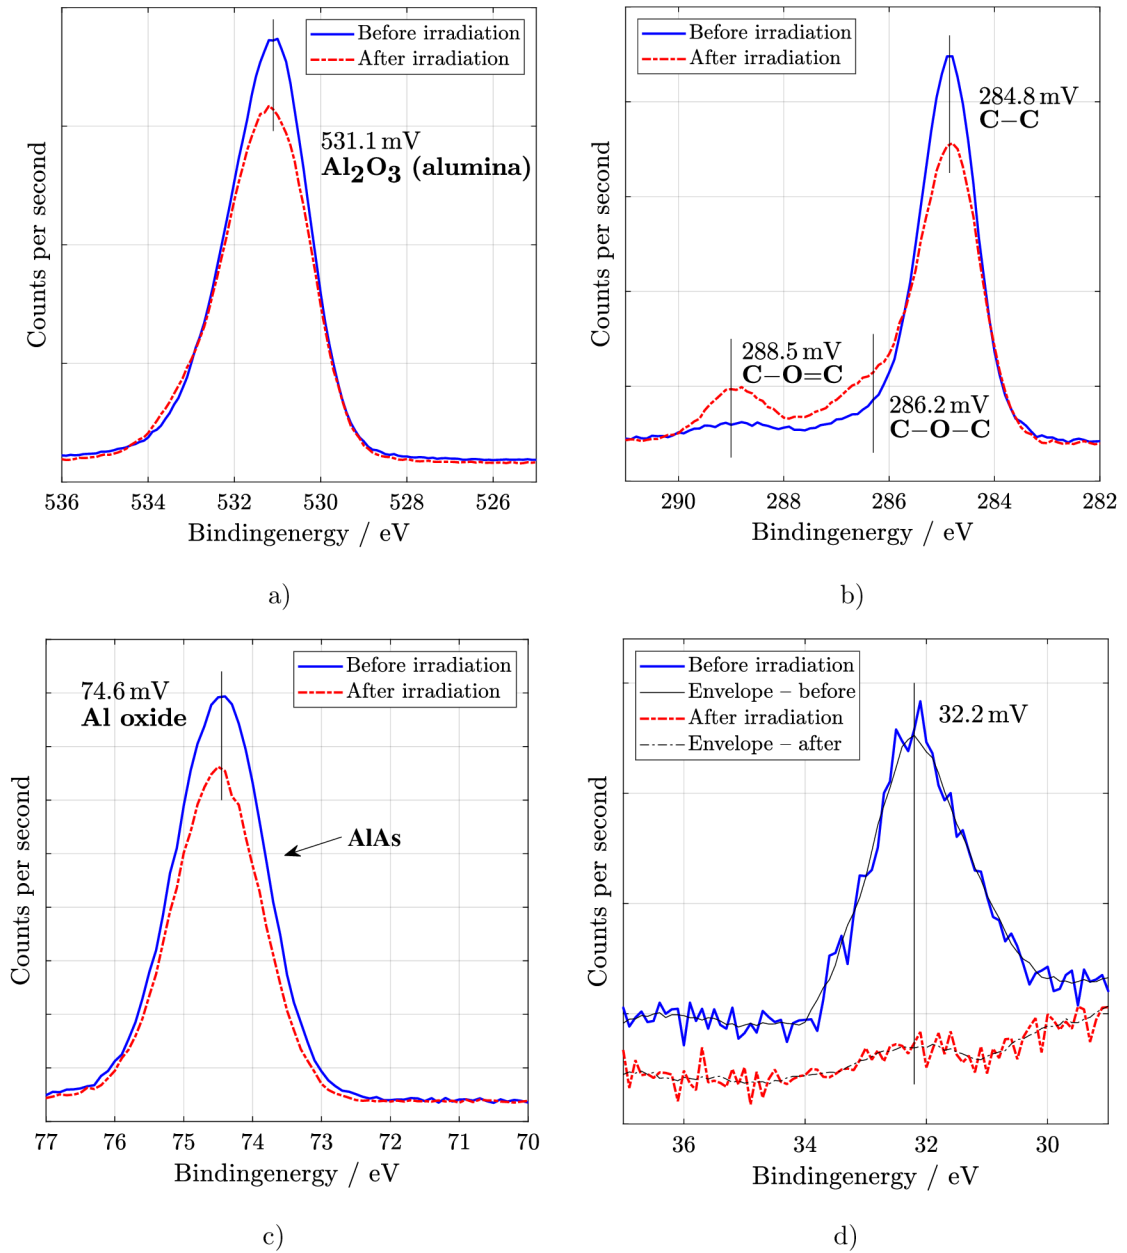 Before irradiation
After irradiation
531.1 mV
Al2O3 (alumina)
Counts per second
536 534 532 530 528 526
Bindingenergy / eV
a)
Before irradiation
After irradiation
284.8 mV
C–C
288.5 mV
C–O=C
286.2 mV
C–O–C
Counts per second
290 288 286 284 282
Bindingenergy / eV
b)
Before irradiation
After irradiation
74.6 mV
Al oxide
AlAs
Counts per second
77 76 75 74 73 72 71 70
Bindingenergy / eV
c)
Before irradiation
Envelope – before
After irradiation
Envelope – after
32.2 mV
Counts per second
36 34 32 30
Bindingenergy / eV
d)